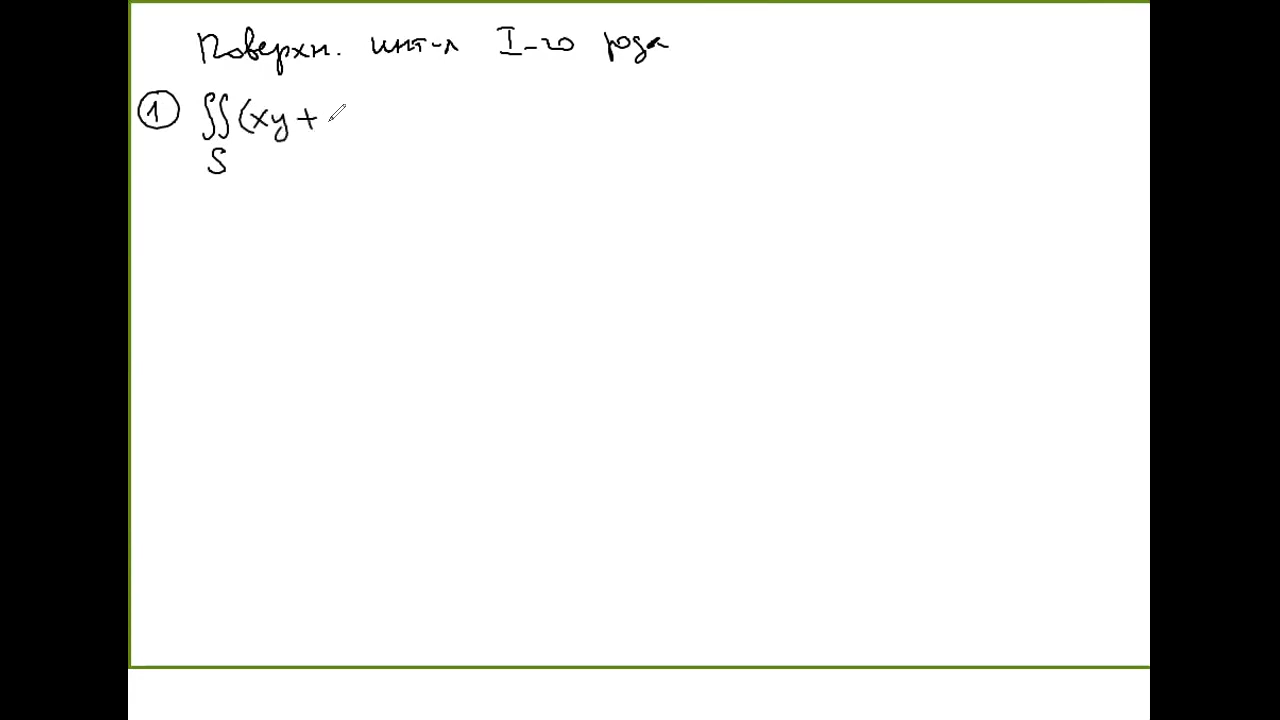 Поверхн. инт-л I-го рода
① ∬(xy +
S